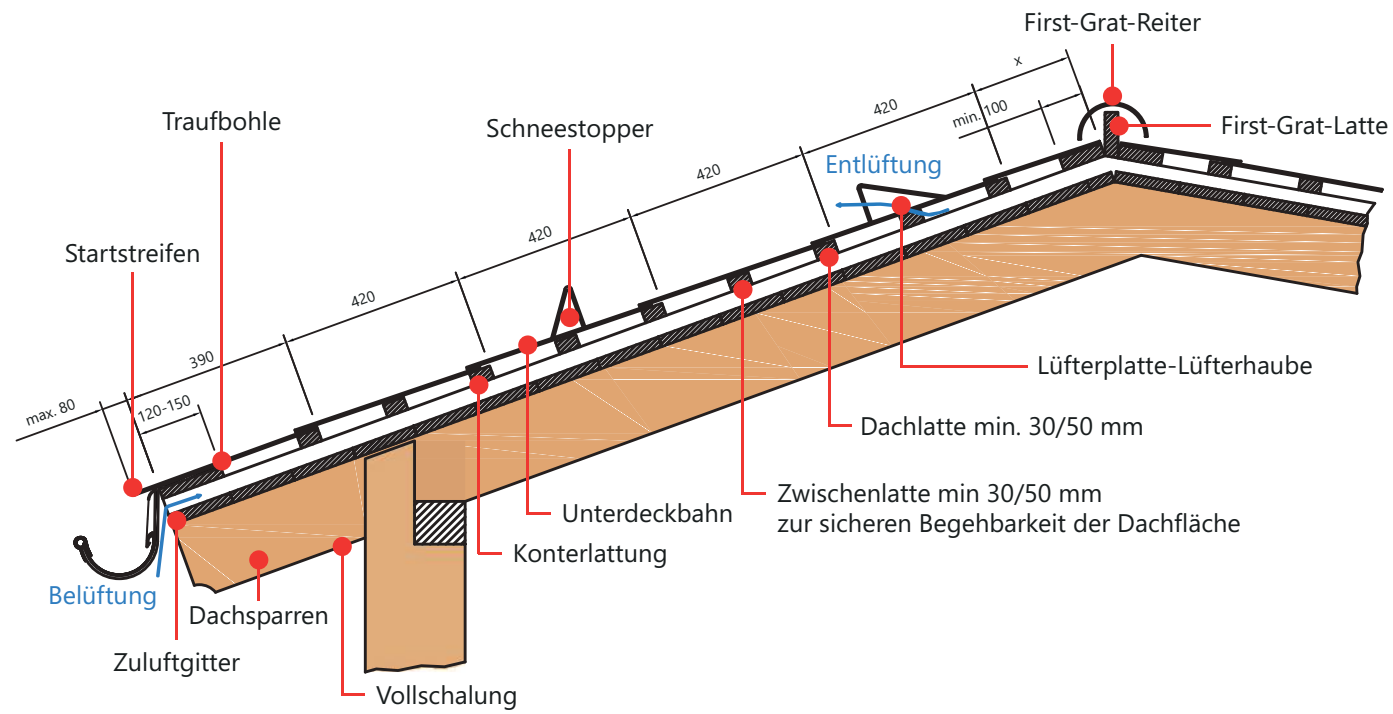 First-Grat-Reiter
x
420
min. 100
First-Grat-Latte
Traufbohle
Schneestopper
420
Entlüftung
420
Startstreifen
420
390
max. 80
120-150
Lüfterplatte-Lüfterhaube
Dachlatte min. 30/50 mm
Zwischenlatte min 30/50 mm
zur sicheren Begehbarkeit der Dachfläche
Unterdeckbahn
Konterlattung
Belüftung
Dachsparren
Zuluftgitter
Vollschalung